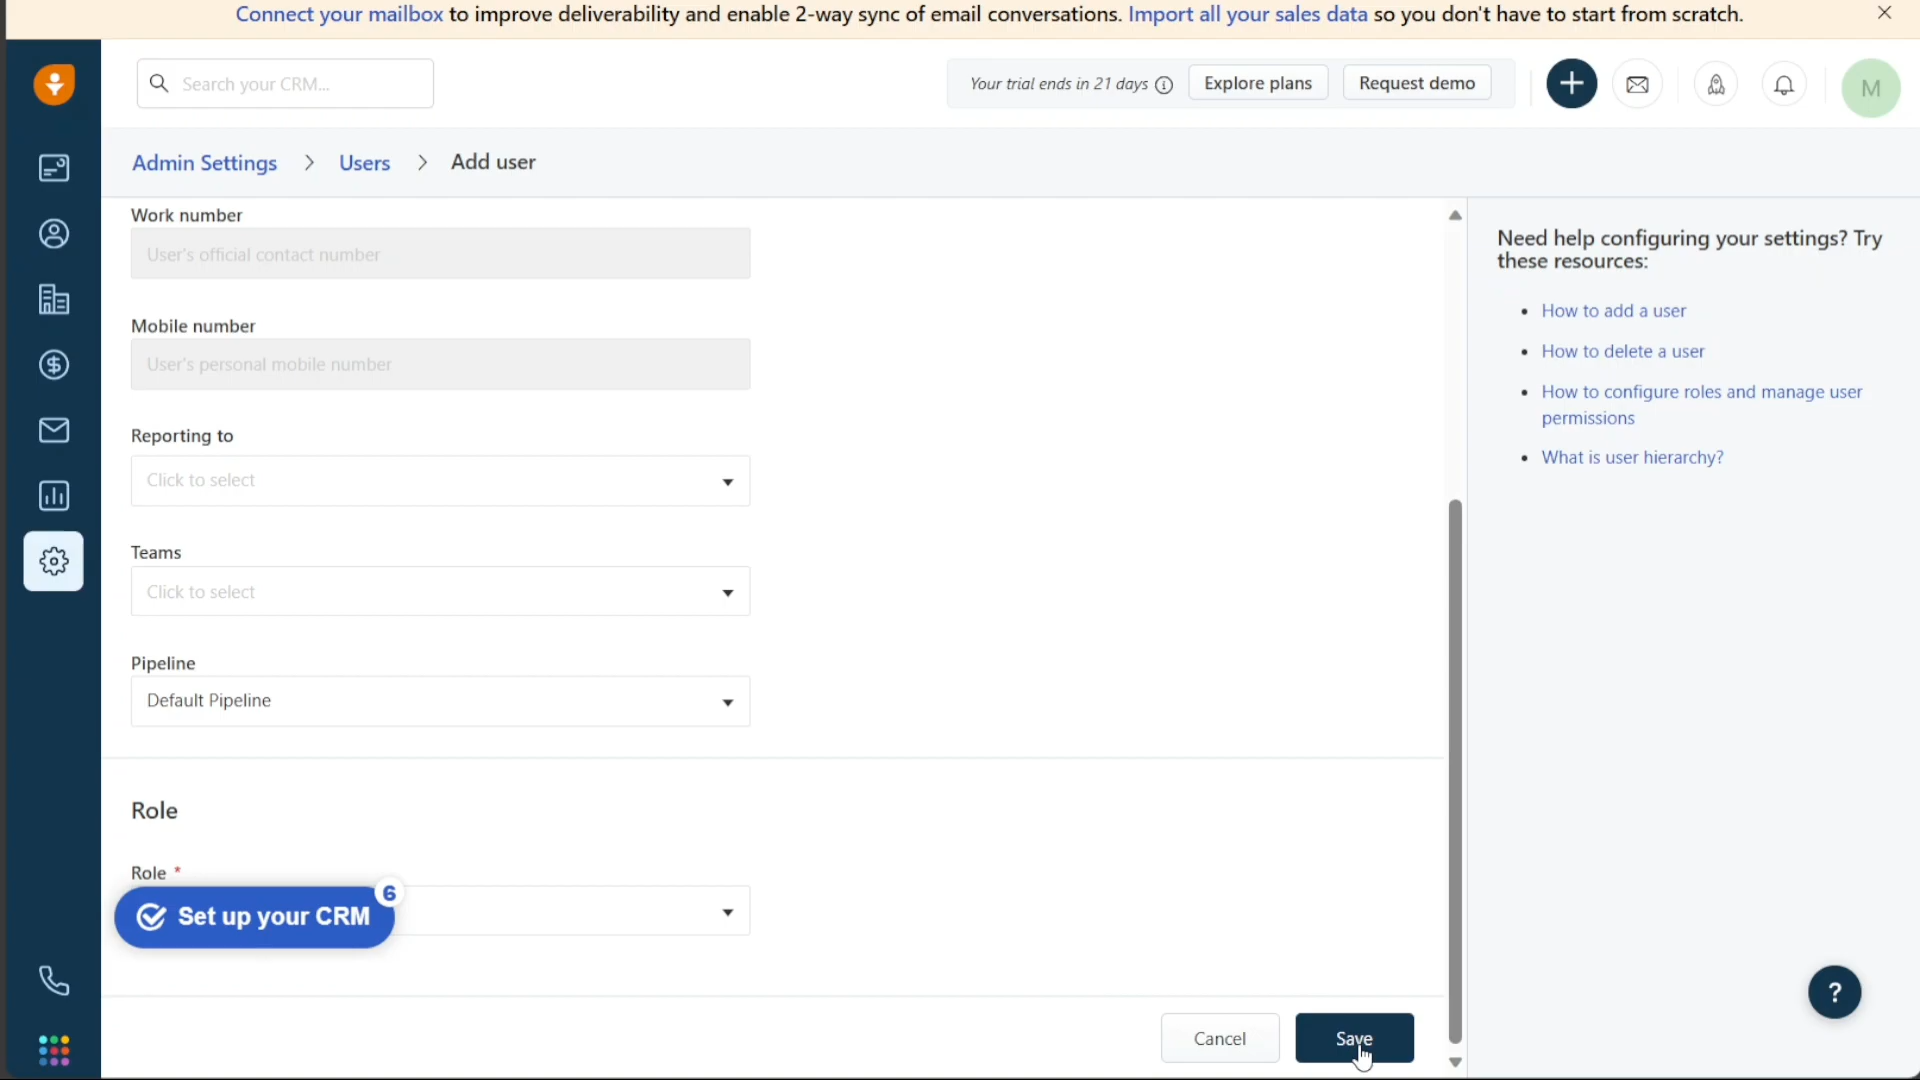 Connect your mailbox to improve deliverability and enable 2-way sync of email conversations. Import all your sales data so you don't have to start from scratch.
Search your CRM...
Your trial ends in 21 days
Explore plans
Request demo
M
Admin Settings > Users > Add user
Work number
User's official contact number
Mobile number
User's personal mobile number
Reporting to
Click to select
Teams
Click to select
Pipeline
Default Pipeline
Role
Role *
Set up your CRM
6
Cancel
Save
Need help configuring your settings? Try
these resources:
• How to add a user
• How to delete a user
• How to configure roles and manage user
permissions
• What is user hierarchy?
?